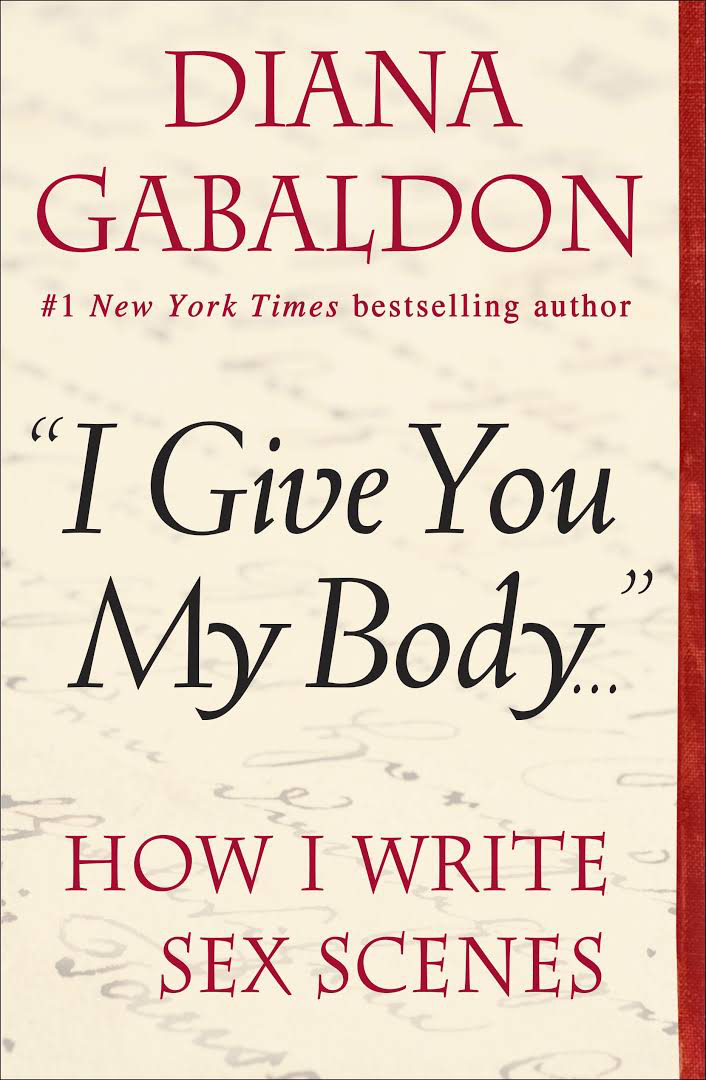 DIANA
GABALDON
#1 New York Times bestselling author
“I Give You
My Body...”
HOW I WRITE
SEX SCENES